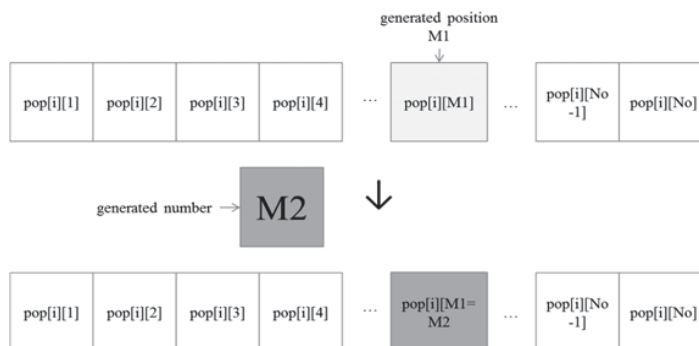 generated position
M1
pop[i][1] pop[i][2] pop[i][3] pop[i][4] ... pop[i][M1] ... pop[i][No
-1] pop[i][No]
generated number M2
pop[i][1] pop[i][2] pop[i][3] pop[i][4] ... pop[i][M1=
M2 ... pop[i][No
-1] pop[i][No]